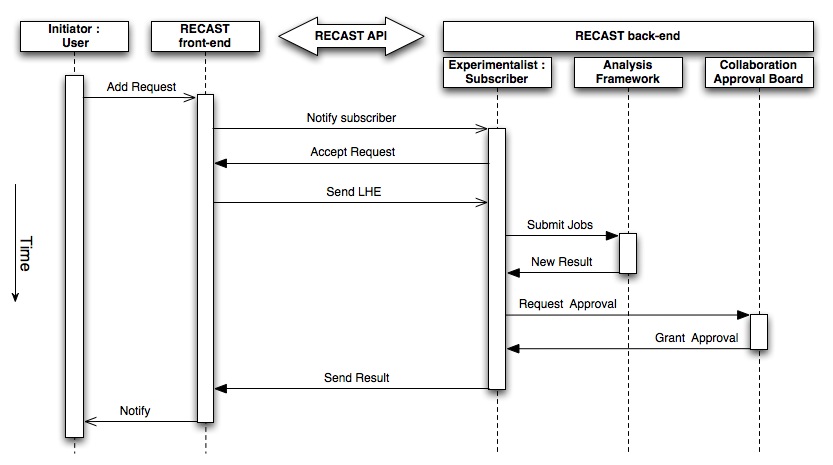 Initiator :
User
RECAST
front-end
RECAST API
RECAST back-end
Experimentalist :
Subscriber
Analysis
Framework
Collaboration
Approval Board
Add Request
Notify subscriber
Accept Request
Send LHE
Time
Submit Jobs
New Result
Request Approval
Grant Approval
Send Result
Notify